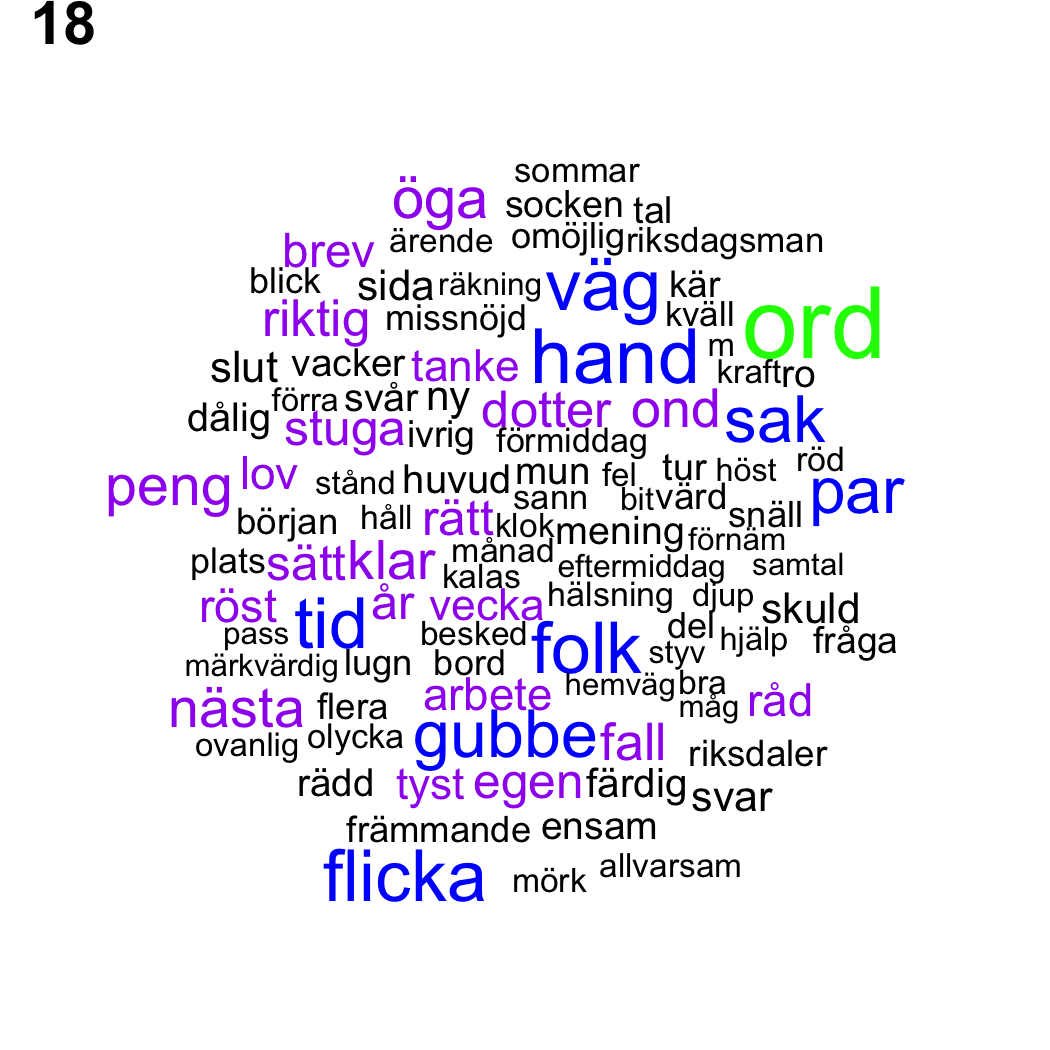 18
sommar
öga socken tal
brev ärende omöjlig riksdagsman
blick sida räkning väg kär
riktig missnöjd kväll ord
slut vacker tanke hand m kraft ro
dålig förra svår ny dotter ond sak
stuga ivrig förmiddag
peng lov stånd huvud mun fel tur höst röd par
början håll rätt klok sann bit värd snäll
mening förnäm
plats sätt klar månad kalas eftermiddag samtal
röst tid år vecka hälsning djup skuld
pass besked folk del styv hjälp fråga
märkvärdig lugn bord
nästa flera arbete hemväg bra måg råd
ovanlig olycka gubbe fall riksdaler
rädd tyst egen färdig svar
främmande ensam
flicka mörk allvarsam